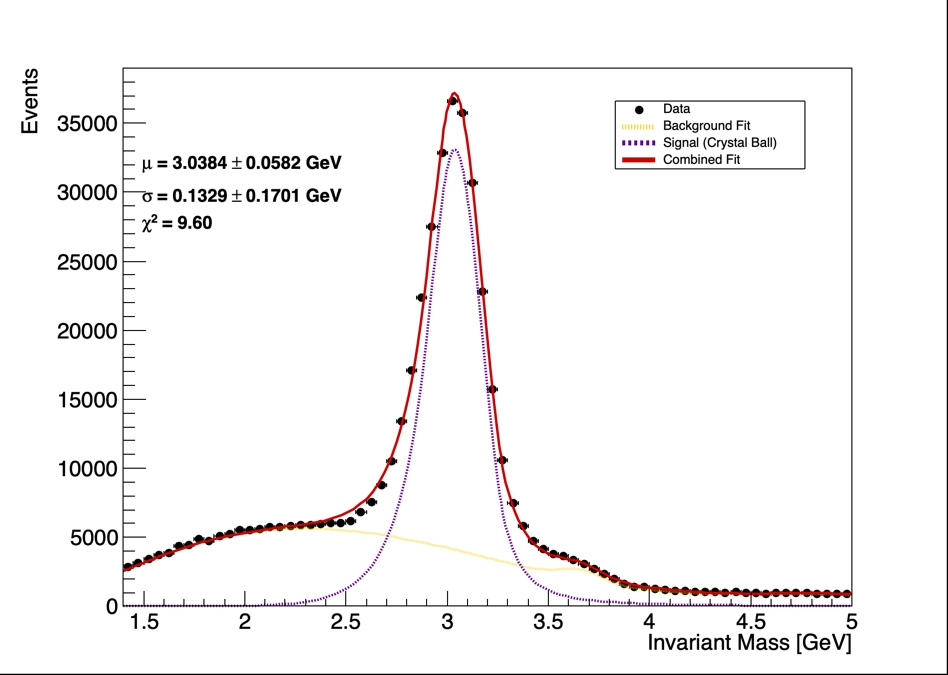 Events
35000
30000
25000
20000
15000
10000
5000
0
μ = 3.0384 ± 0.0582 GeV
σ = 0.1329 ± 0.1701 GeV
χ² = 9.60
Data
Background Fit
Signal (Crystal Ball)
Combined Fit
1.5 2 2.5 3 3.5 4 4.5 5
Invariant Mass [GeV]